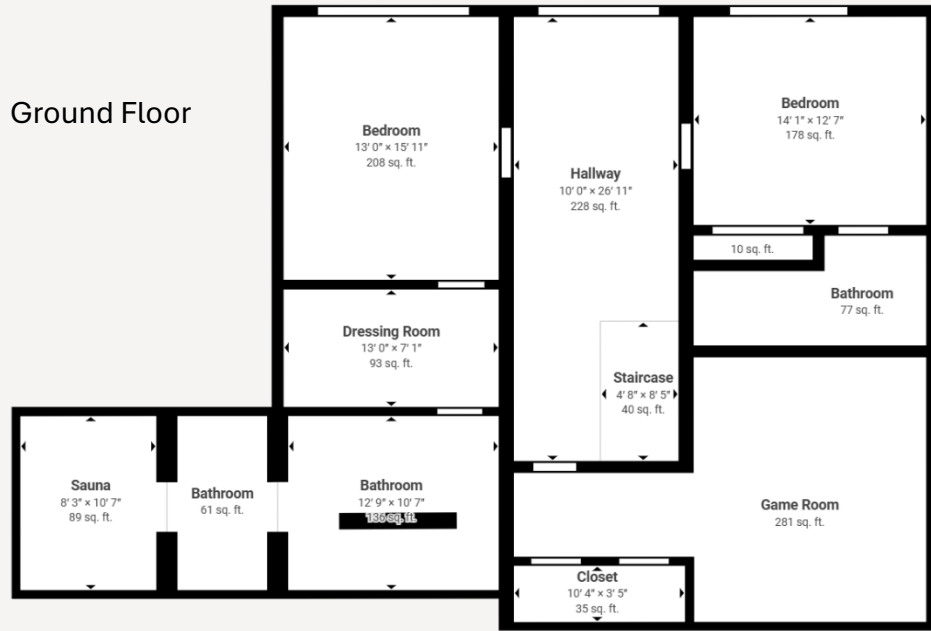 Ground Floor
Bedroom
13' 0" × 15' 11"
208 sq. ft.
Hallway
10' 0" × 26' 11"
228 sq. ft.
Bedroom
14' 1" × 12' 7"
178 sq. ft.
10 sq. ft.
Bathroom
77 sq. ft.
Dressing Room
13' 0" × 7' 1"
93 sq. ft.
Staircase
4' 8" × 8' 5"
40 sq. ft.
Sauna
8' 3" × 10' 7"
89 sq. ft.
Bathroom
61 sq. ft.
Bathroom
12' 9" × 10' 7"
136 sq. ft.
Game Room
281 sq. ft.
Closet
10' 4" × 3' 5"
35 sq. ft.